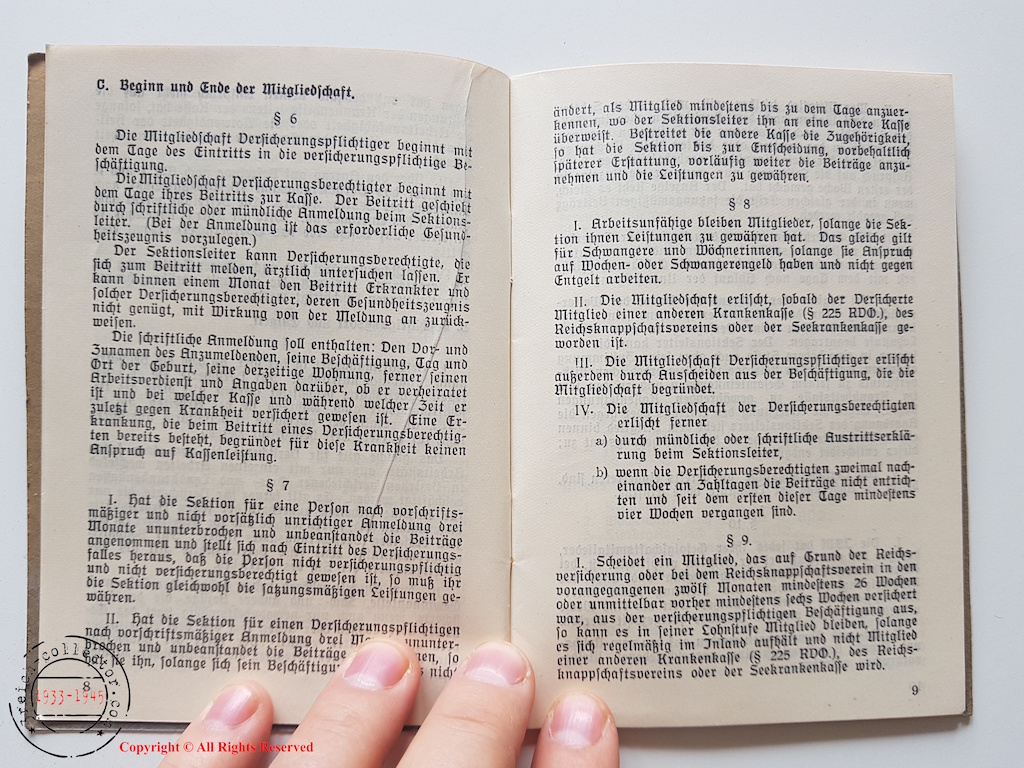 C. Beginn und Ende der Mitgliedschaft.
§ 6
Die Mitgliedschaft Versicherungspflichtiger beginnt mit
dem Tage des Eintritts in die versicherungspflichtige Be-
schäftigung.
Die Mitgliedschaft Versicherungsberechtigter beginnt mit
dem Tage ihres Beitritts zur Kasse. Der Beitritt geschieht
durch schriftliche oder mündliche Anmeldung beim Sektions-
leiter. (Bei der Anmeldung ist das erforderliche Gesund-
heitszeugnis vorzulegen.)
Der Sektionsleiter kann Versicherungsberechtigte, die
sich zum Beitritt melden, ärztlich untersuchen lassen. Er
kann binnen einem Monat den Beitritt Erkrankter und
solcher Versicherungsberechtigter, deren Gesundheitszeugnis
nicht genügt, mit Wirkung von der Meldung an zurück-
weisen.
Die schriftliche Anmeldung soll enthalten: Den Vor- und
Zunamen des Anzumeldenden, seine Beschäftigung, Tag und
Ort der Geburt, seine derzeitige Wohnung, ferner seinen
Arbeitsverdienst und Angaben darüber, ob er verheiratet
ist und bei welcher Kasse und während welcher Zeit er
zuletzt gegen Krankheit versichert gewesen ist. Eine Er-
krankung, die beim Eintritt eines Versicherungsberechtig-
ten bereits besteht, begründet für diese Krankheit keinen
Anspruch auf Kassenleistung.
§ 7
I. Hat die Sektion für eine Person nach vorschrifts-
mäßiger und nicht vorsätzlich unrichtiger Anmeldung drei
Monate ununterbrochen und unbeanstandet die Beiträge
angenommen und stellt sich nach Eintritt des Versicherungs-
falles heraus, daß die Person nicht versicherungspflichtig
und nicht versicherungsberechtigt gewesen ist, so muß ihr
die Sektion gleichwohl die satzungsmäßigen Leistungen ge-
währen.
II. Hat die Sektion für einen Versicherungspflichtigen
nach vorschriftsmäßiger Anmeldung drei ununter-
brochen und unbeanstandet die Beiträge so
sie ihn, solange sich sein nicht
8
ändert, als Mitglied mindestens bis zu dem Tage anzuer-
kennen, wo der Sektionsleiter ihn an eine andere Kasse
überweist. Bestreitet die andere Kasse die Zugehörigkeit,
so hat die Sektion bis zur Entscheidung, vorbehaltlich
späterer Erstattung, vorläufig weiter die Beiträge anzu-
nehmen und die Leistungen zu gewähren.
§ 8
I. Arbeitsunfähige bleiben Mitglieder, solange die Sek-
tion ihnen Leistungen zu gewähren hat. Das gleiche gilt
für Schwangere und Wöchnerinnen, solange sie Anspruch
auf Wochen- oder Schwangerengeld haben und nicht gegen
Entgelt arbeiten.
II. Die Mitgliedschaft erlischt, sobald der Versicherte
Mitglied einer anderen Krankenkasse (§ 225 RVO.), des
Reichsknappschaftsvereins oder der Seekrankenkasse ge-
worden ist.
III. Die Mitgliedschaft Versicherungspflichtiger erlischt
außerdem durch Ausscheiden aus der Beschäftigung, die die
Mitgliedschaft begründet.
IV. Die Mitgliedschaft der Versicherungsberechtigten
erlischt ferner
a) durch mündliche oder schriftliche Austrittserklä-
rung beim Sektionsleiter,
b) wenn die Versicherungsberechtigten zweimal nach-
einander an Zahltagen die Beiträge nicht entrich-
ten und seit dem ersten dieser Tage mindestens
vier Wochen vergangen sind.
§ 9.
I. Scheidet ein Mitglied, das auf Grund der Reichs-
versicherung oder bei dem Reichsknappschaftsverein in den
vorangegangenen zwölf Monaten mindestens 26 Wochen
oder unmittelbar vorher mindestens sechs Wochen versichert
war, aus der versicherungspflichtigen Beschäftigung aus,
so kann es in seiner Lohnstufe Mitglied bleiben, solange
es sich regelmäßig im Inland aufhält und nicht Mitglied
einer anderen Krankenkasse (§ 225 RVO.), des Reichs-
knappschaftsvereins oder der Seekrankenkasse wird.
9
reich-collector.com
1933-1945
Copyright © All Rights Reserved